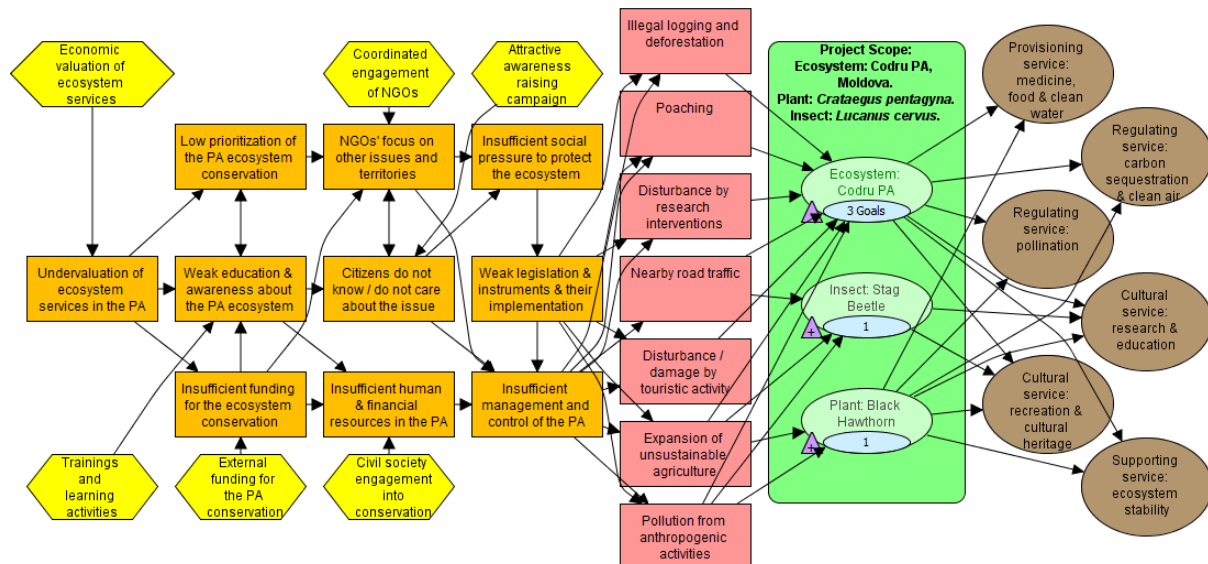 Economic
valuation of
ecosystem
services
Coordinated
engagement
of NGOs
Attractive
awareness
raising
campaign
Low prioritization of
the PA ecosystem
conservation
NGOs' focus on
other issues and
territories
Insufficient social
pressure to protect
the ecosystem
Undervaluation of
ecosystem
services in the PA
Weak education &
awareness about
the PA ecosystem
Citizens do not
know / do not care
about the issue
Weak legislation &
instruments & their
implementation
Insufficient funding
for the ecosystem
conservation
Insufficient human
& financial
resources in the PA
Insufficient
management and
control of the PA
Trainings
and
learning
activities
External
funding for
the PA
conservation
Civil society
engagement
into
conservation
Illegal logging and
deforestation
Poaching
Disturbance by
research
interventions
Nearby road traffic
Disturbance /
damage by
touristic activity
Expansion of
unsustainable
agriculture
Pollution from
anthropogenic
activities
Project Scope:
Ecosystem: Codru PA,
Moldova.
Plant: Crataegus pentagyna.
Insect: Lucanus cervus.
Ecosystem:
Codru PA
3 Goals
Insect: Stag
Beetle
1
Plant: Black
Hawthorn
1
Provisioning
service:
medicine,
food & clean
water
Regulating
service:
carbon
sequestration
& clean air
Regulating
service:
pollination
Cultural
service:
research &
education
Cultural
service:
recreation &
cultural
heritage
Supporting
service:
ecosystem
stability